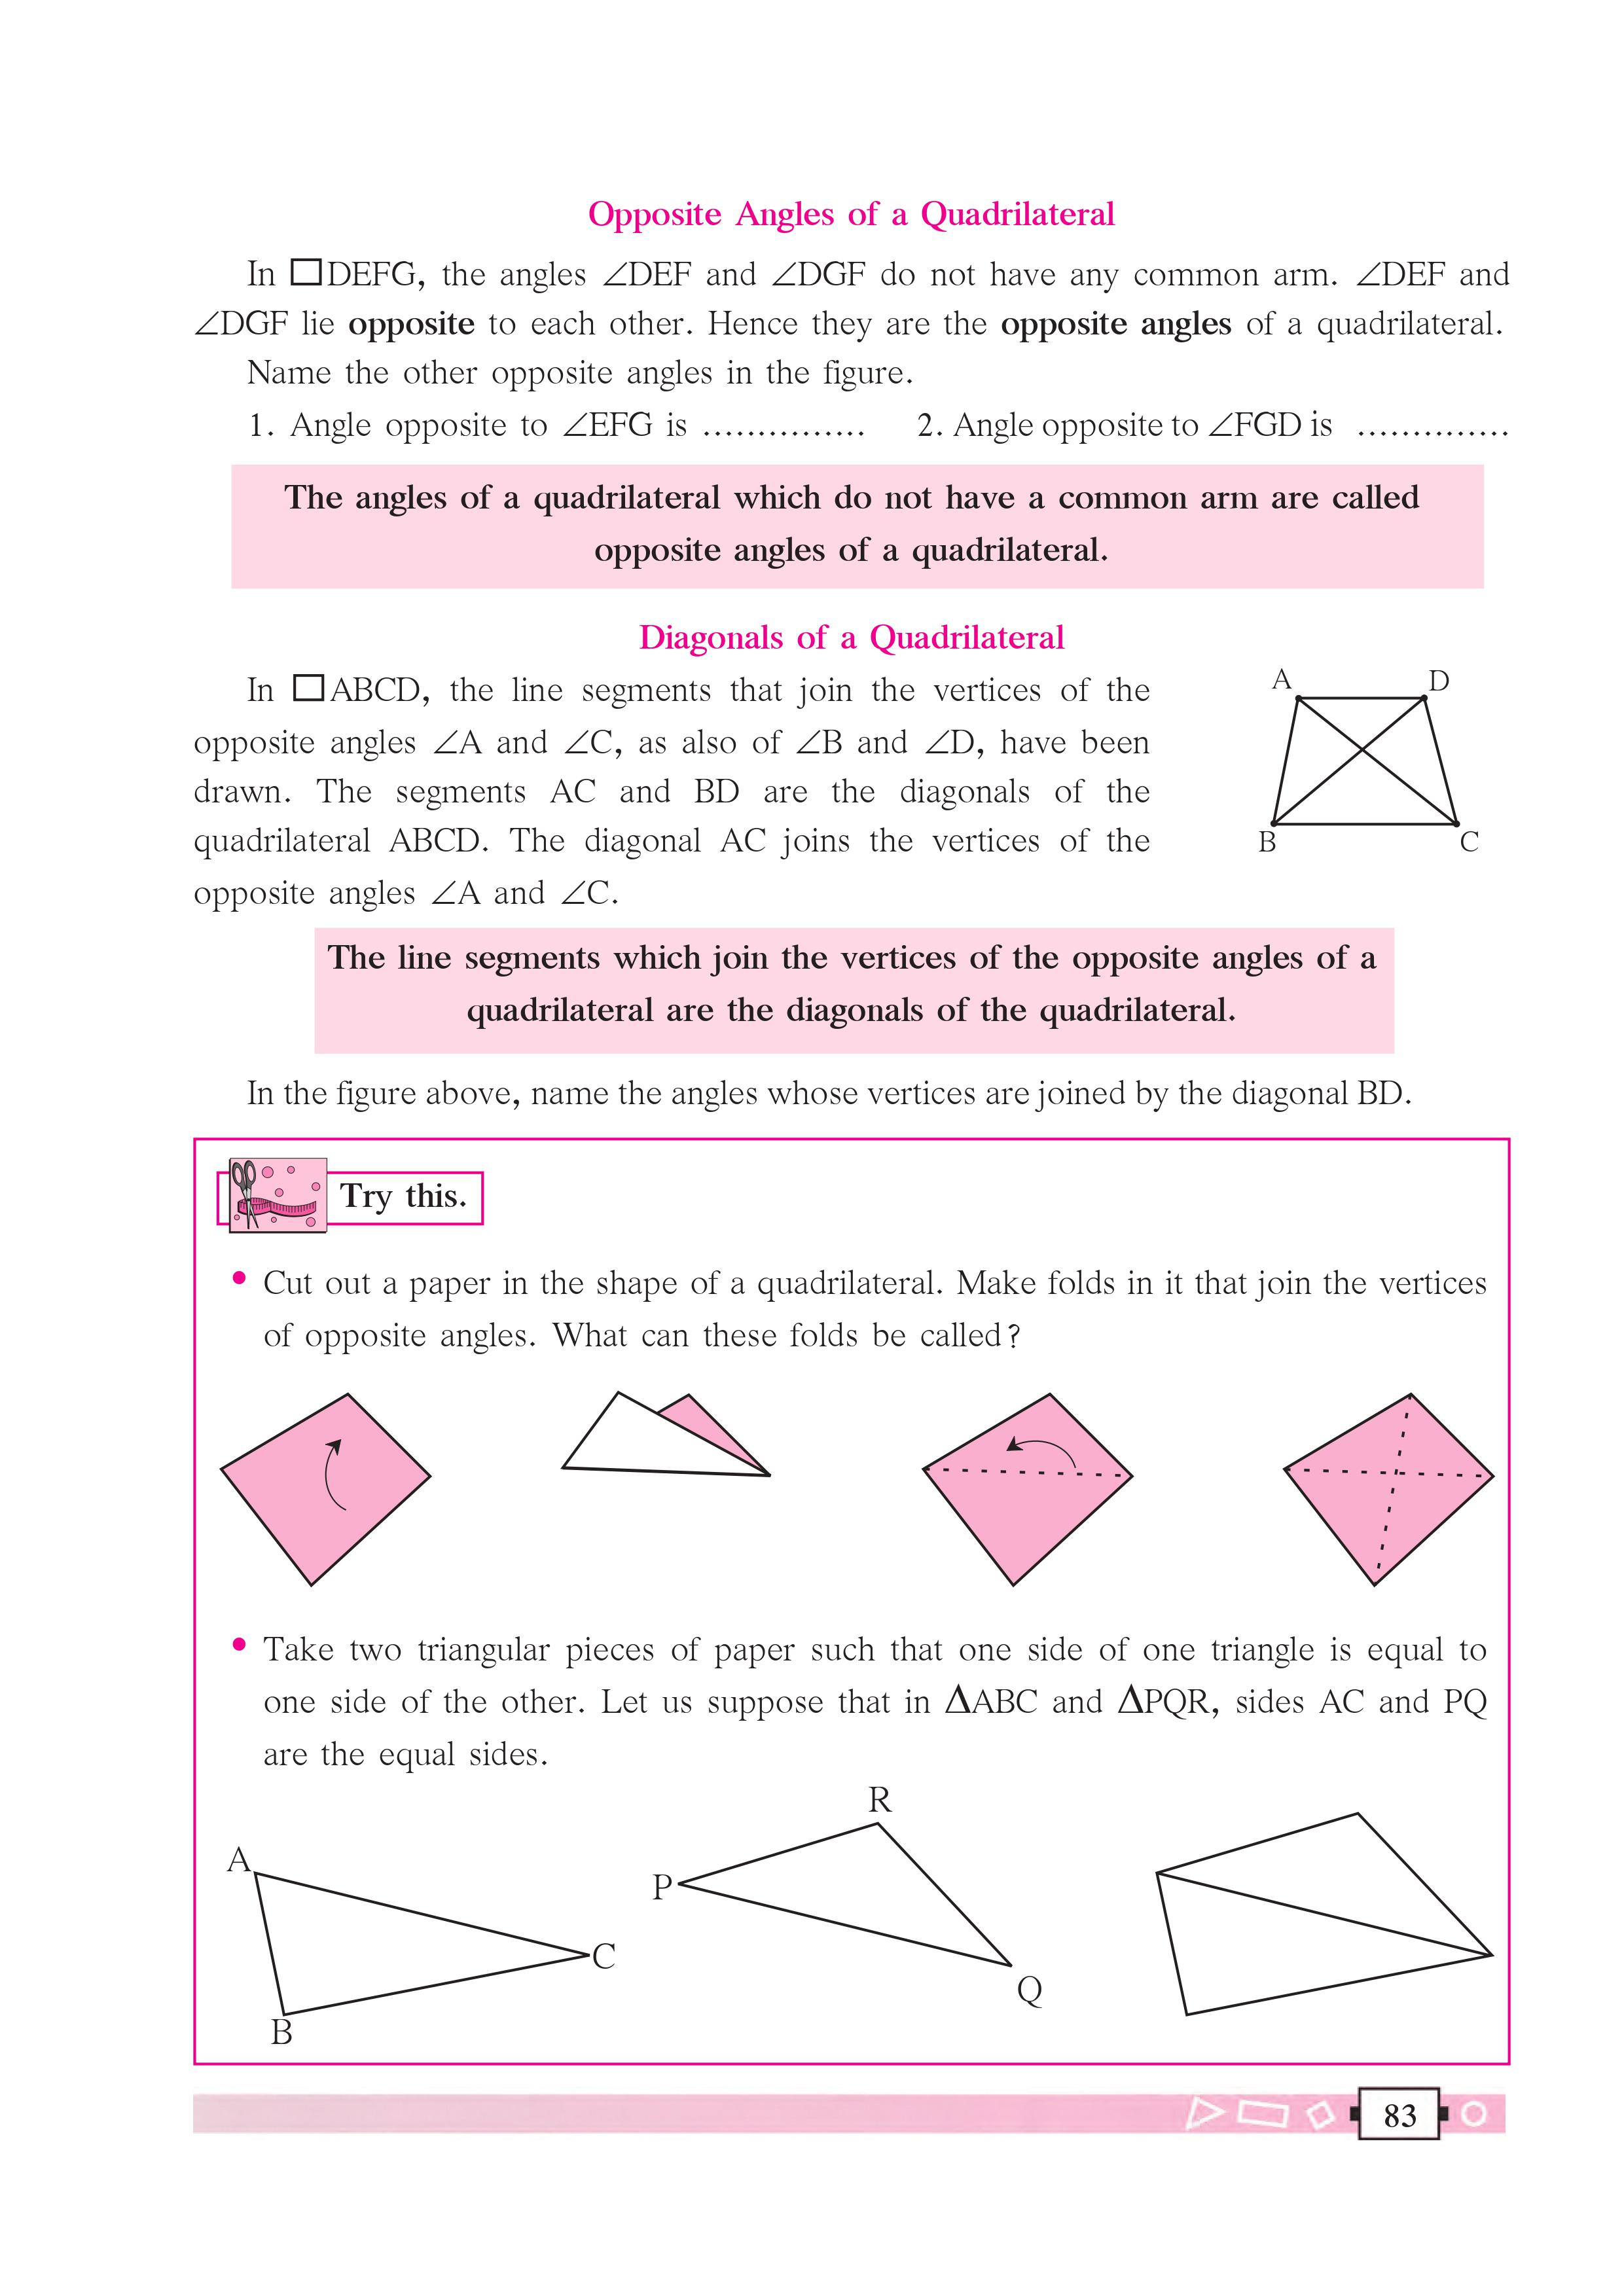 Opposite Angles of a Quadrilateral
In □DEFG, the angles ∠DEF and ∠DGF do not have any common arm. ∠DEF and
∠DGF lie opposite to each other. Hence they are the opposite angles of a quadrilateral.
Name the other opposite angles in the figure.
1. Angle opposite to ∠EFG is ............... 2. Angle opposite to ∠FGD is ..............
The angles of a quadrilateral which do not have a common arm are called
opposite angles of a quadrilateral.
Diagonals of a Quadrilateral
In □ABCD, the line segments that join the vertices of the
opposite angles ∠A and ∠C, as also of ∠B and ∠D, have been
drawn. The segments AC and BD are the diagonals of the
quadrilateral ABCD. The diagonal AC joins the vertices of the
opposite angles ∠A and ∠C.
A D
B C
The line segments which join the vertices of the opposite angles of a
quadrilateral are the diagonals of the quadrilateral.
In the figure above, name the angles whose vertices are joined by the diagonal BD.
Try this.
• Cut out a paper in the shape of a quadrilateral. Make folds in it that join the vertices
of opposite angles. What can these folds be called?
• Take two triangular pieces of paper such that one side of one triangle is equal to
one side of the other. Let us suppose that in ΔABC and ΔPQR, sides AC and PQ
are the equal sides.
A
B
C
P
R
Q
83